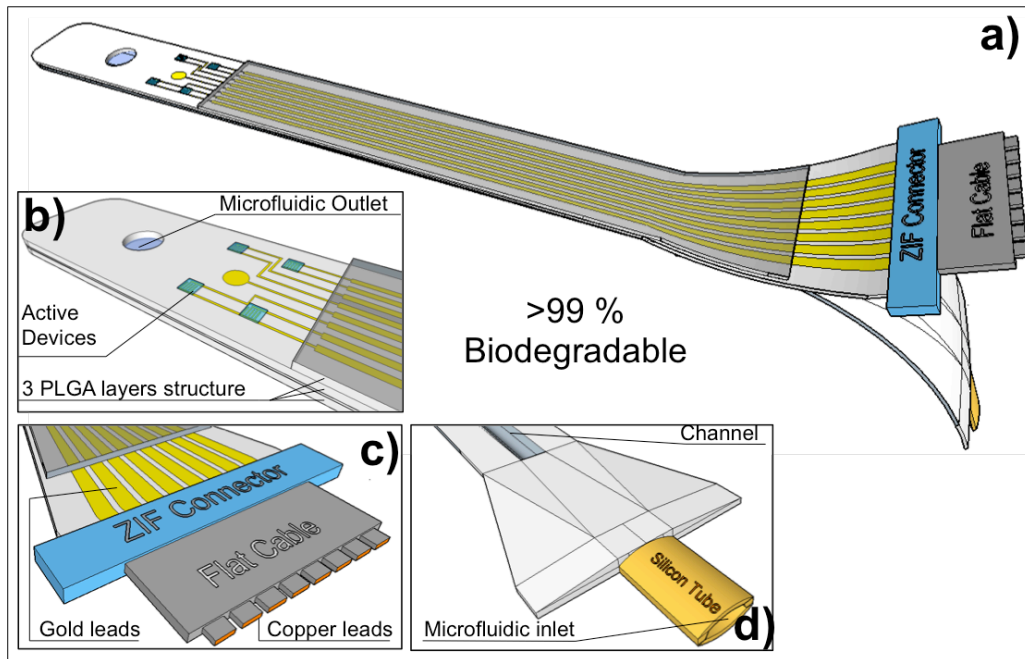 a)
ZIF Connector
Flat Cable
b)
Microfluidic Outlet
Active
Devices
3 PLGA layers structure
>99 %
Biodegradable
c)
ZIF Connector
Flat Cable
Gold leads
Copper leads
Channel
Silicon Tube
Microfluidic inlet
d)